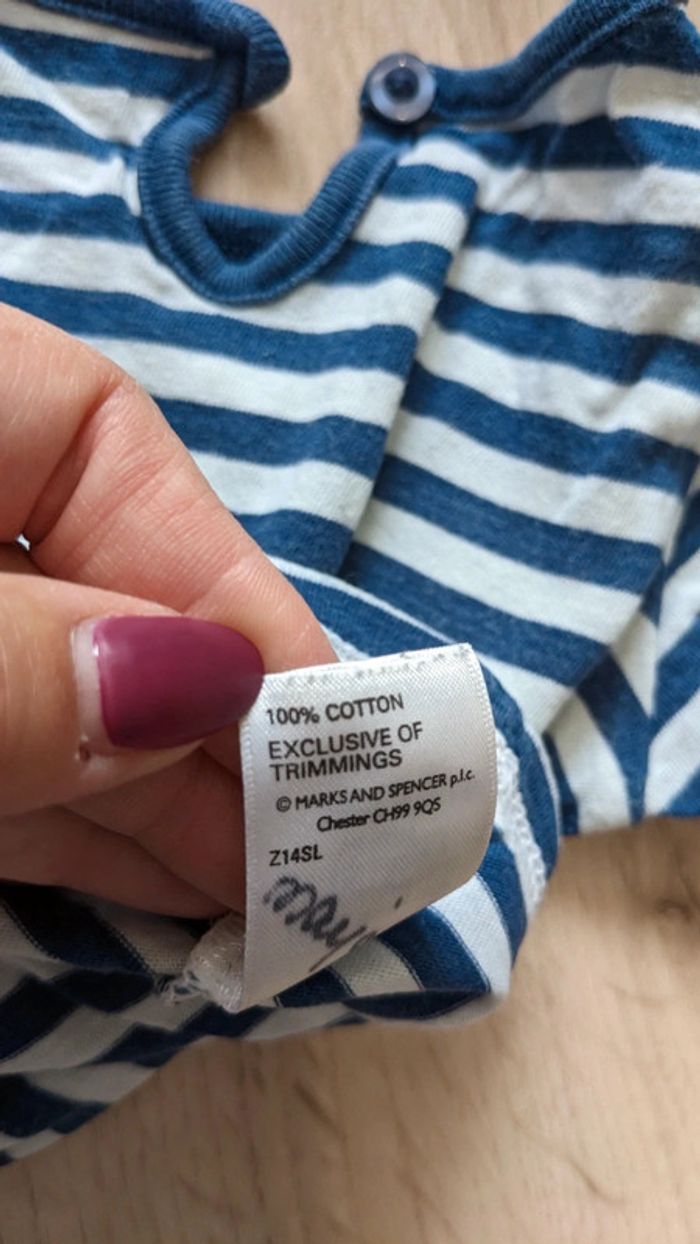 100% COTTON
EXCLUSIVE OF
TRIMMINGS
© MARKS AND SPENCER p.l.c.
Chester CH99 9QS
Z14SL